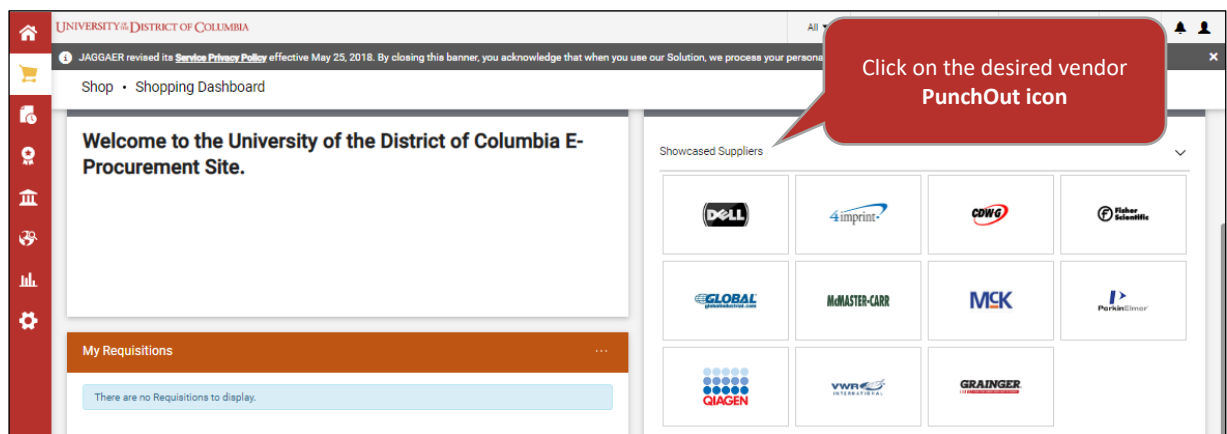 UNIVERSITY of the DISTRICT OF COLUMBIA
All
JAGGAER revised its Service Privacy Policy effective May 25, 2018. By closing this banner, you acknowledge that when you use our Solution, we process your persona
×
Click on the desired vendor
PunchOut icon
Shop • Shopping Dashboard
Welcome to the University of the District of Columbia E-
Procurement Site.
Showcased Suppliers
DELL
4imprint
CDW·G
Fisher
Scientific
GLOBAL
globalindustrial.com
McMASTER-CARR
McK
PerkinElmer
My Requisitions
...
There are no Requisitions to display.
QIAGEN
VWR
INTERNATIONAL
GRAINGER